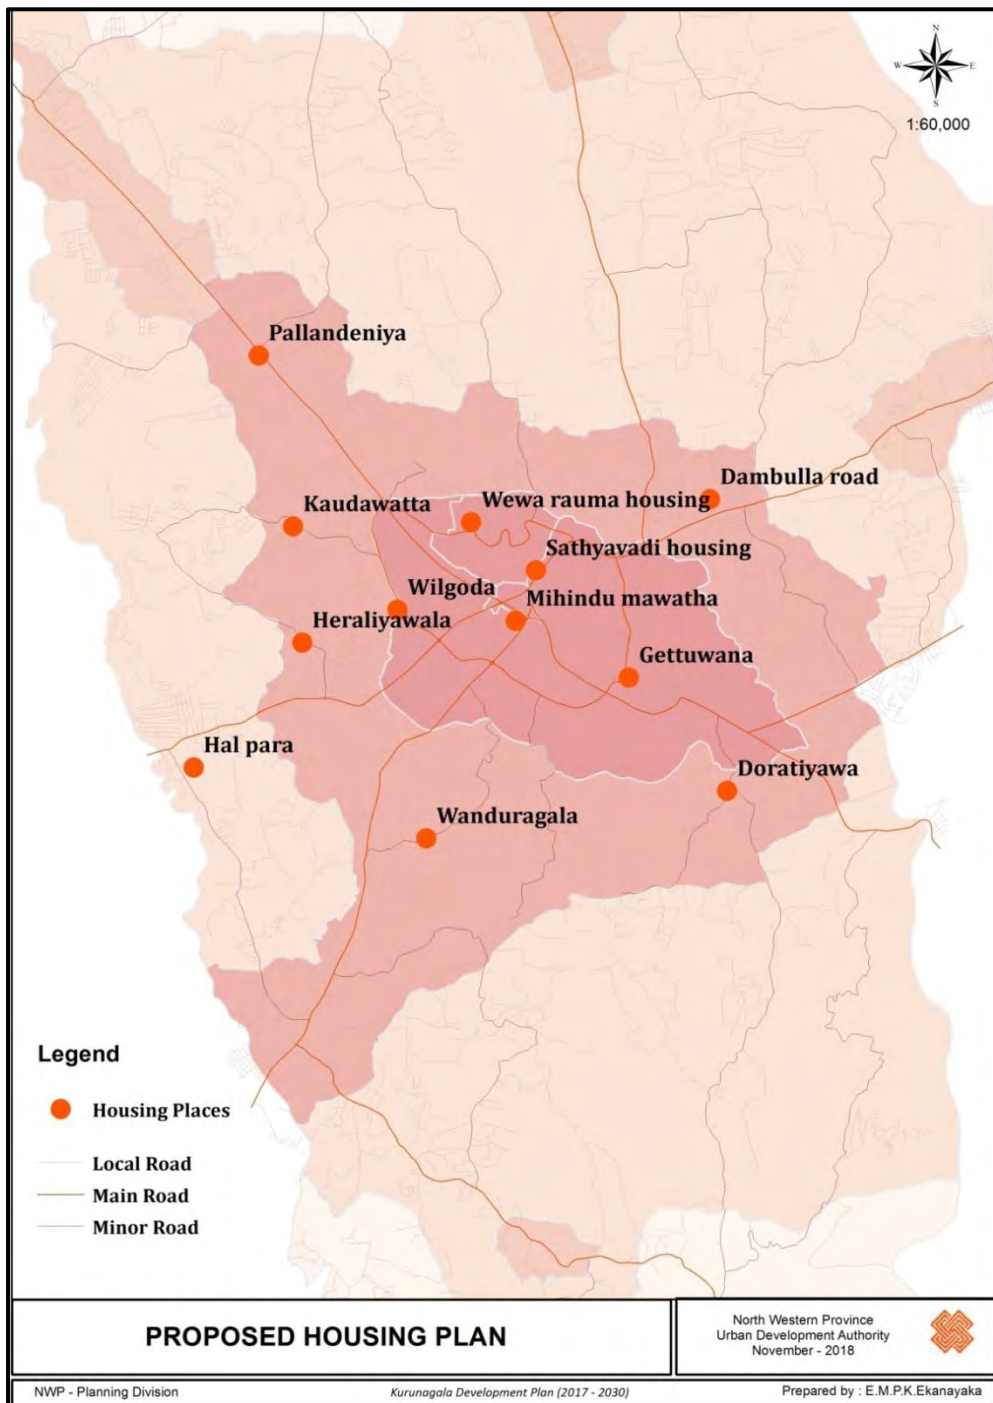 N
W E
S
1:60,000
Pallandeniya
Dambulla road
Kaudawatta
Wewa rauma housing
Sathyavadi housing
Wilgoda
Mihindu mawatha
Heraliyawala
Gettuwana
Hal para
Doratiyawa
Wanduragala
Legend
Housing Places
Local Road
Main Road
Minor Road
PROPOSED HOUSING PLAN
North Western Province
Urban Development Authority
November - 2018
NWP - Planning Division
Kurunagala Development Plan (2017 - 2030)
Prepared by : E.M.P.K.Ekanayaka